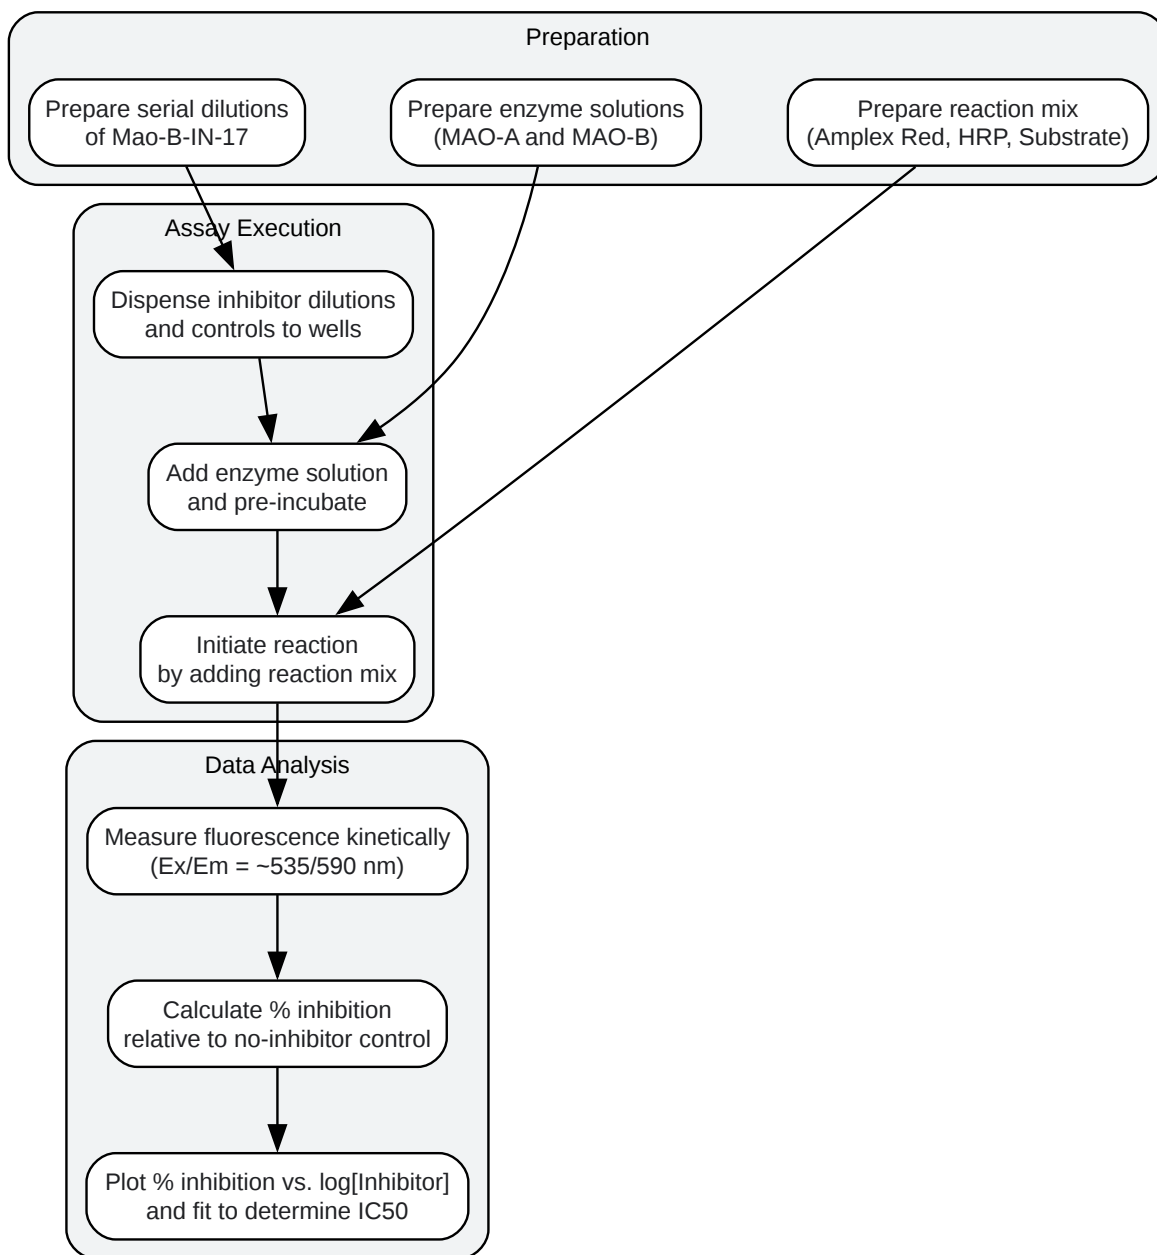 Preparation
Prepare serial dilutions
of Mao-B-IN-17
Prepare enzyme solutions
(MAO-A and MAO-B)
Prepare reaction mix
(Amplex Red, HRP, Substrate)
Assay Execution
Dispense inhibitor dilutions
and controls to wells
Add enzyme solution
and pre-incubate
Initiate reaction
by adding reaction mix
Data Analysis
Measure fluorescence kinetically
(Ex/Em = ~535/590 nm)
Calculate % inhibition
relative to no-inhibitor control
Plot % inhibition vs. log[Inhibitor]
and fit to determine IC50